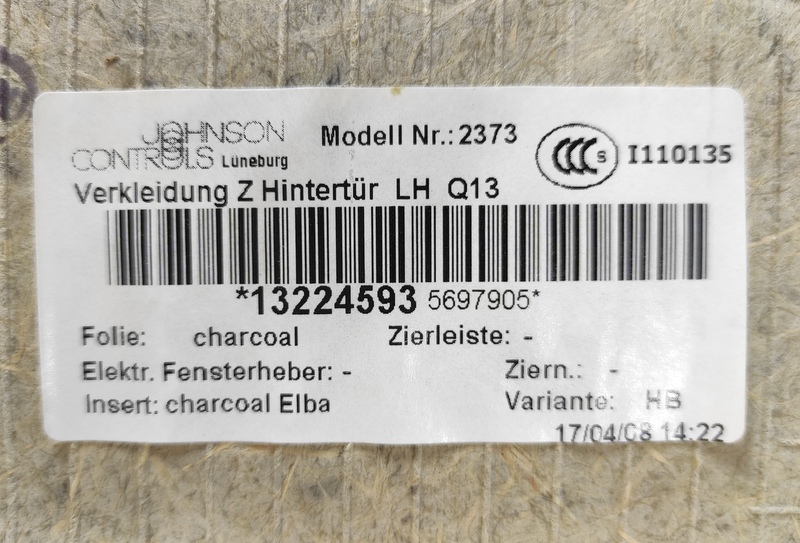 JOHNSON
CONTROLS Lüneburg
Modell Nr.: 2373
CCC S I110135
Verkleidung Z Hintertür LH Q13
*13224593 5697905*
Folie: charcoal Zierleiste: -
Elektr. Fensterheber: - Ziern.: -
Insert: charcoal Elba Variante: HB
17/04/08 14:22